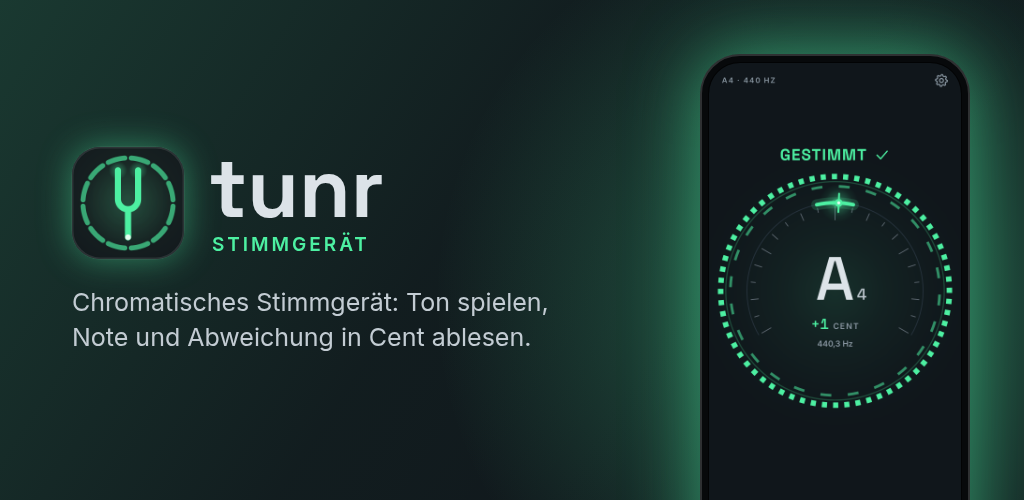 tunr
STIMMGERÄT
Chromatisches Stimmgerät: Ton spielen,
Note und Abweichung in Cent ablesen.
A4 · 440 HZ
GESTIMMT ✓
A4
+1 CENT
440,3 Hz